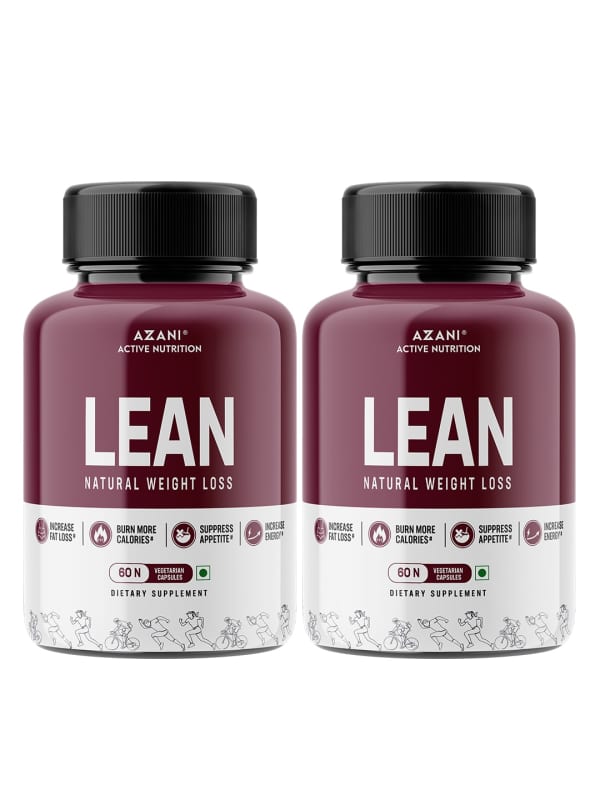 AZANI®
ACTIVE NUTRITION
LEAN
NATURAL WEIGHT LOSS
INCREASE
FAT LOSS#
BURN MORE
CALORIES#
SUPPRESS
APPETITE#
INCREASE
ENERGY#
60 N
VEGETARIAN
CAPSULES
DIETARY SUPPLEMENT
AZANI®
ACTIVE NUTRITION
LEAN
NATURAL WEIGHT LOSS
INCREASE
FAT LOSS#
BURN MORE
CALORIES#
SUPPRESS
APPETITE#
INCREASE
ENERGY#
60 N
VEGETARIAN
CAPSULES
DIETARY SUPPLEMENT